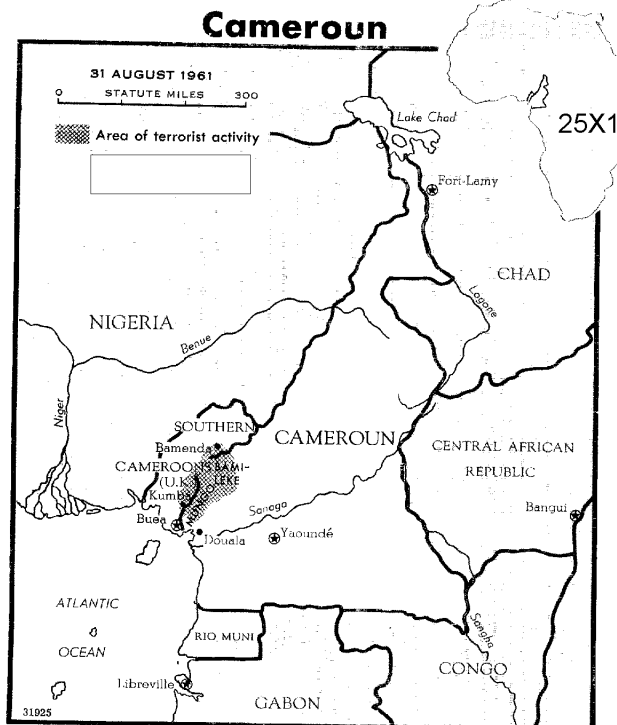 Cameroun
31 AUGUST 1961
0 STATUTE MILES 300
Area of terrorist activity
25X1
Lake Chad
Fort-Lamy
CHAD
Logone
NIGERIA
Benue
Niger
SOUTHERN
CAMEROUN
Bamenda
CAMEROONS
(U.K.)
BAMI-
LEKE
Kumba
MUNGO
CENTRAL AFRICAN
REPUBLIC
Sanaga
Bangui
Buea
Douala
Yaoundé
ATLANTIC
OCEAN
RIO MUNI
Sangha
CONGO
Libreville
GABON
31925